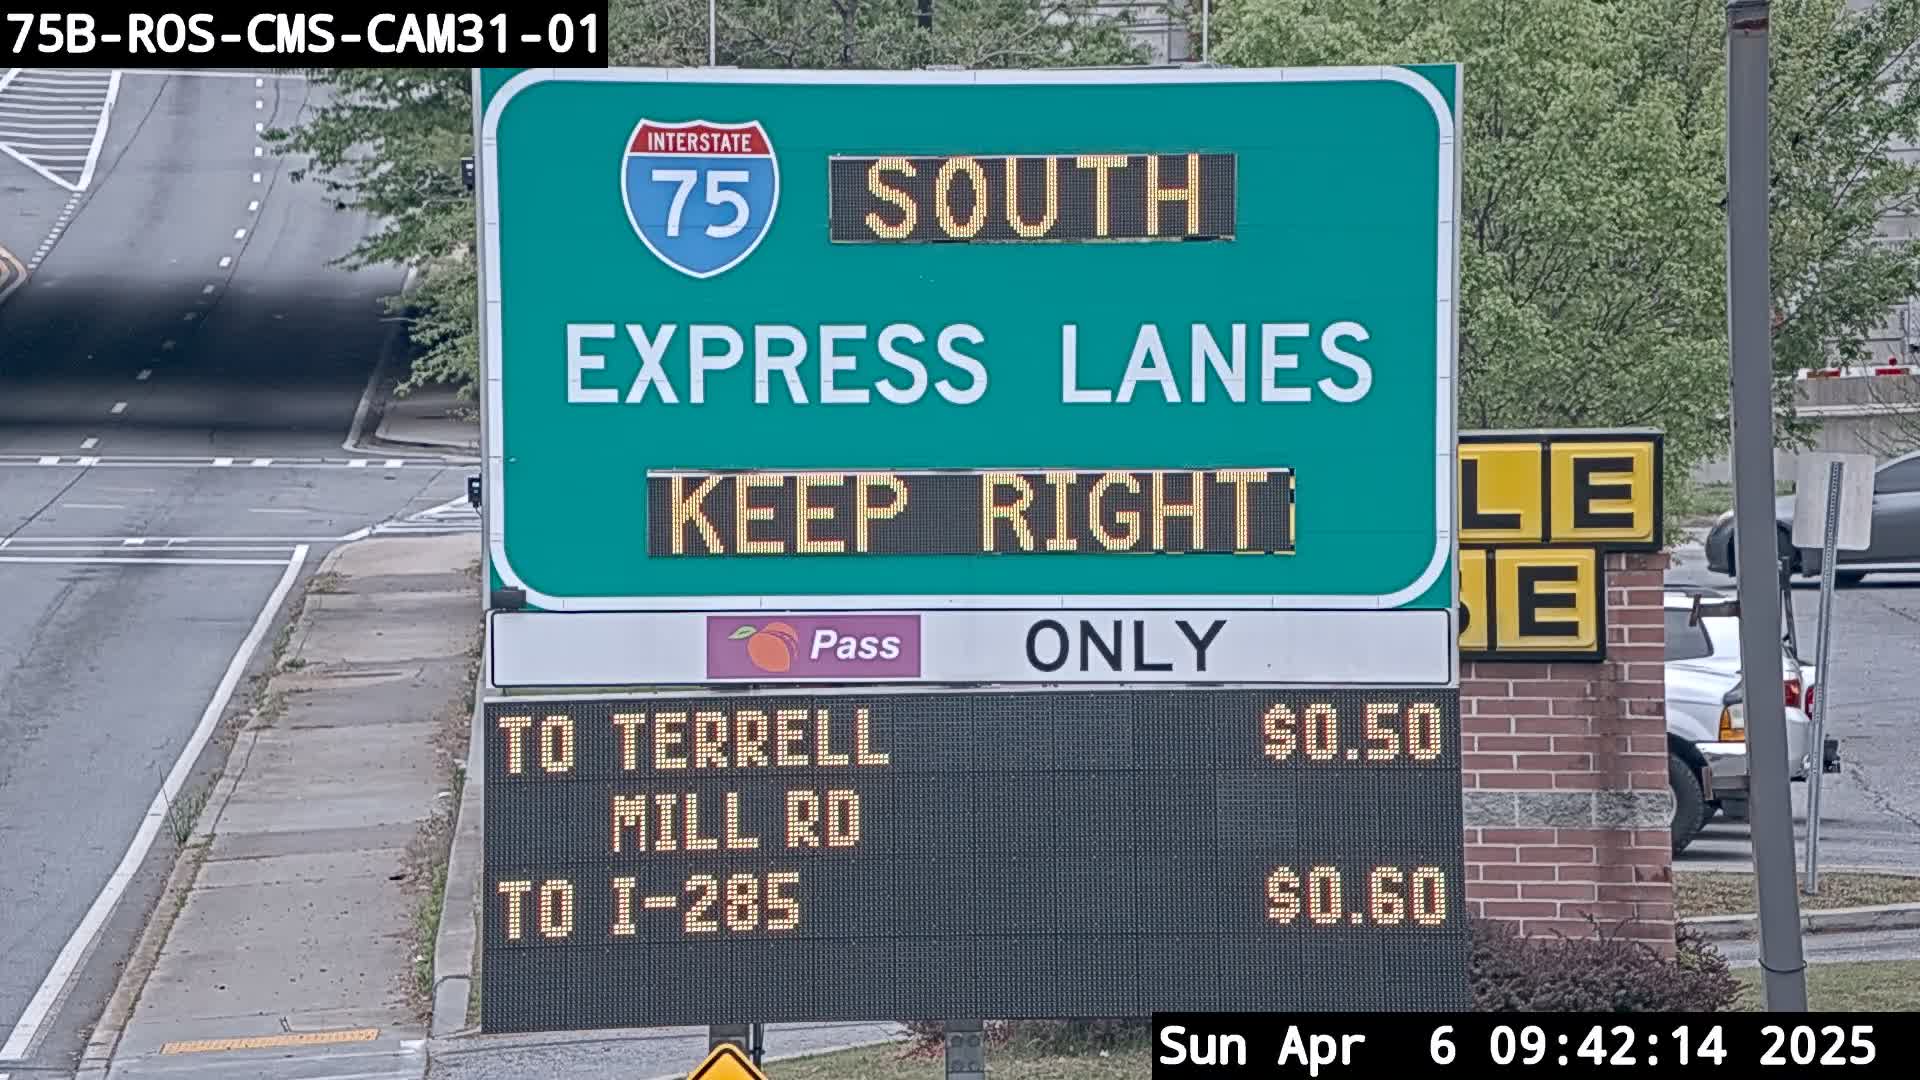 75B-ROS-CMS-CAM31-01
INTERSTATE
75
SOUTH
EXPRESS LANES
KEEP RIGHT
Pass ONLY
TO TERRELL $0.50
MILL RD
TO I-285 $0.60
LE
E
Sun Apr 6 09:42:14 2025